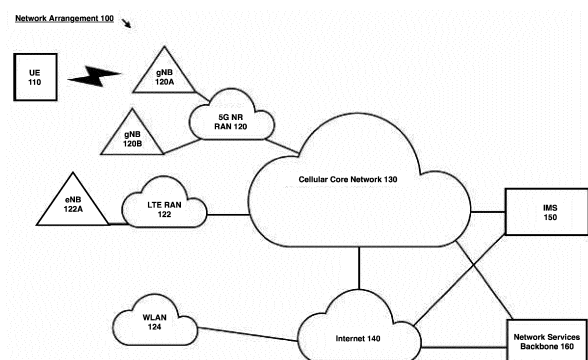 Network Arrangement 100
UE
110
gNB
120A
gNB
120B
5G NR
RAN 120
Cellular Core Network 130
eNB
122A
LTE RAN
122
IMS
150
WLAN
124
Internet 140
Network Services
Backbone 160